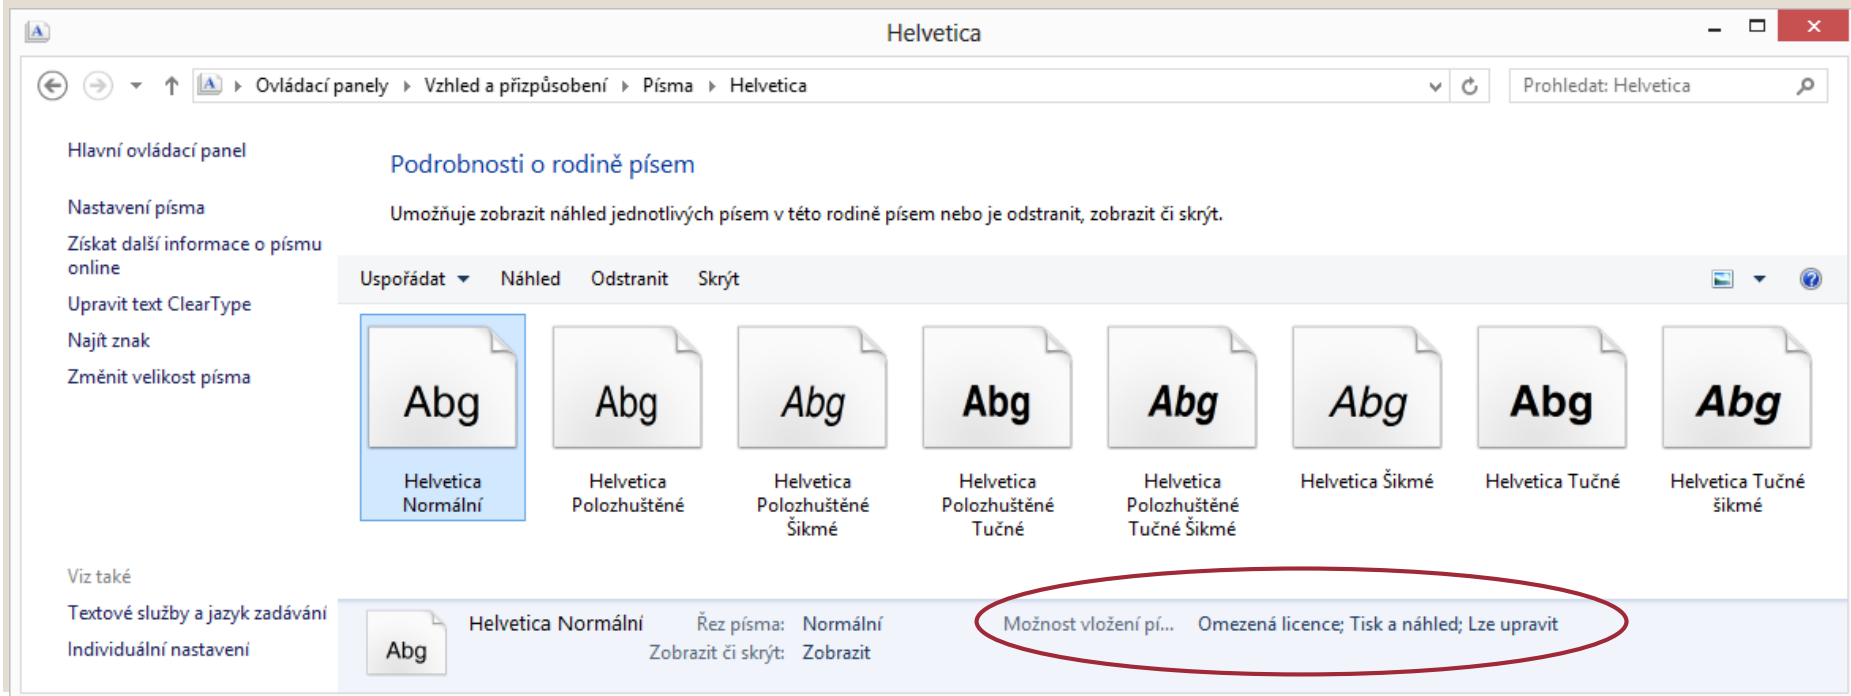 Helvetica
Ovládací panely Vzhled a přizpůsobení Písma Helvetica
Prohledat: Helvetica
Hlavní ovládací panel
Nastavení písma
Získat další informace o písmu
online
Upravit text ClearType
Najít znak
Změnit velikost písma
Viz také
Textové služby a jazyk zadávání
Individuální nastavení
Podrobnosti o rodině písem
Umožňuje zobrazit náhled jednotlivých písem v této rodině písem nebo je odstranit, zobrazit či skrýt.
Uspořádat Náhled Odstranit Skrýt
Abg Abg Abg Abg Abg Abg Abg Abg
Helvetica
Normální
Helvetica
Polozhuštěné
Helvetica
Polozhuštěné
Šikmé
Helvetica
Polozhuštěné
Tučné
Helvetica
Polozhuštěné
Tučné Šikmé
Helvetica Šikmé
Helvetica Tučné
Helvetica Tučné
šikmé
Abg
Helvetica Normální Řez písma: Normální Možnost vložení pí... Omezená licence; Tisk a náhled; Lze upravit
Zobrazit či skrýt: Zobrazit